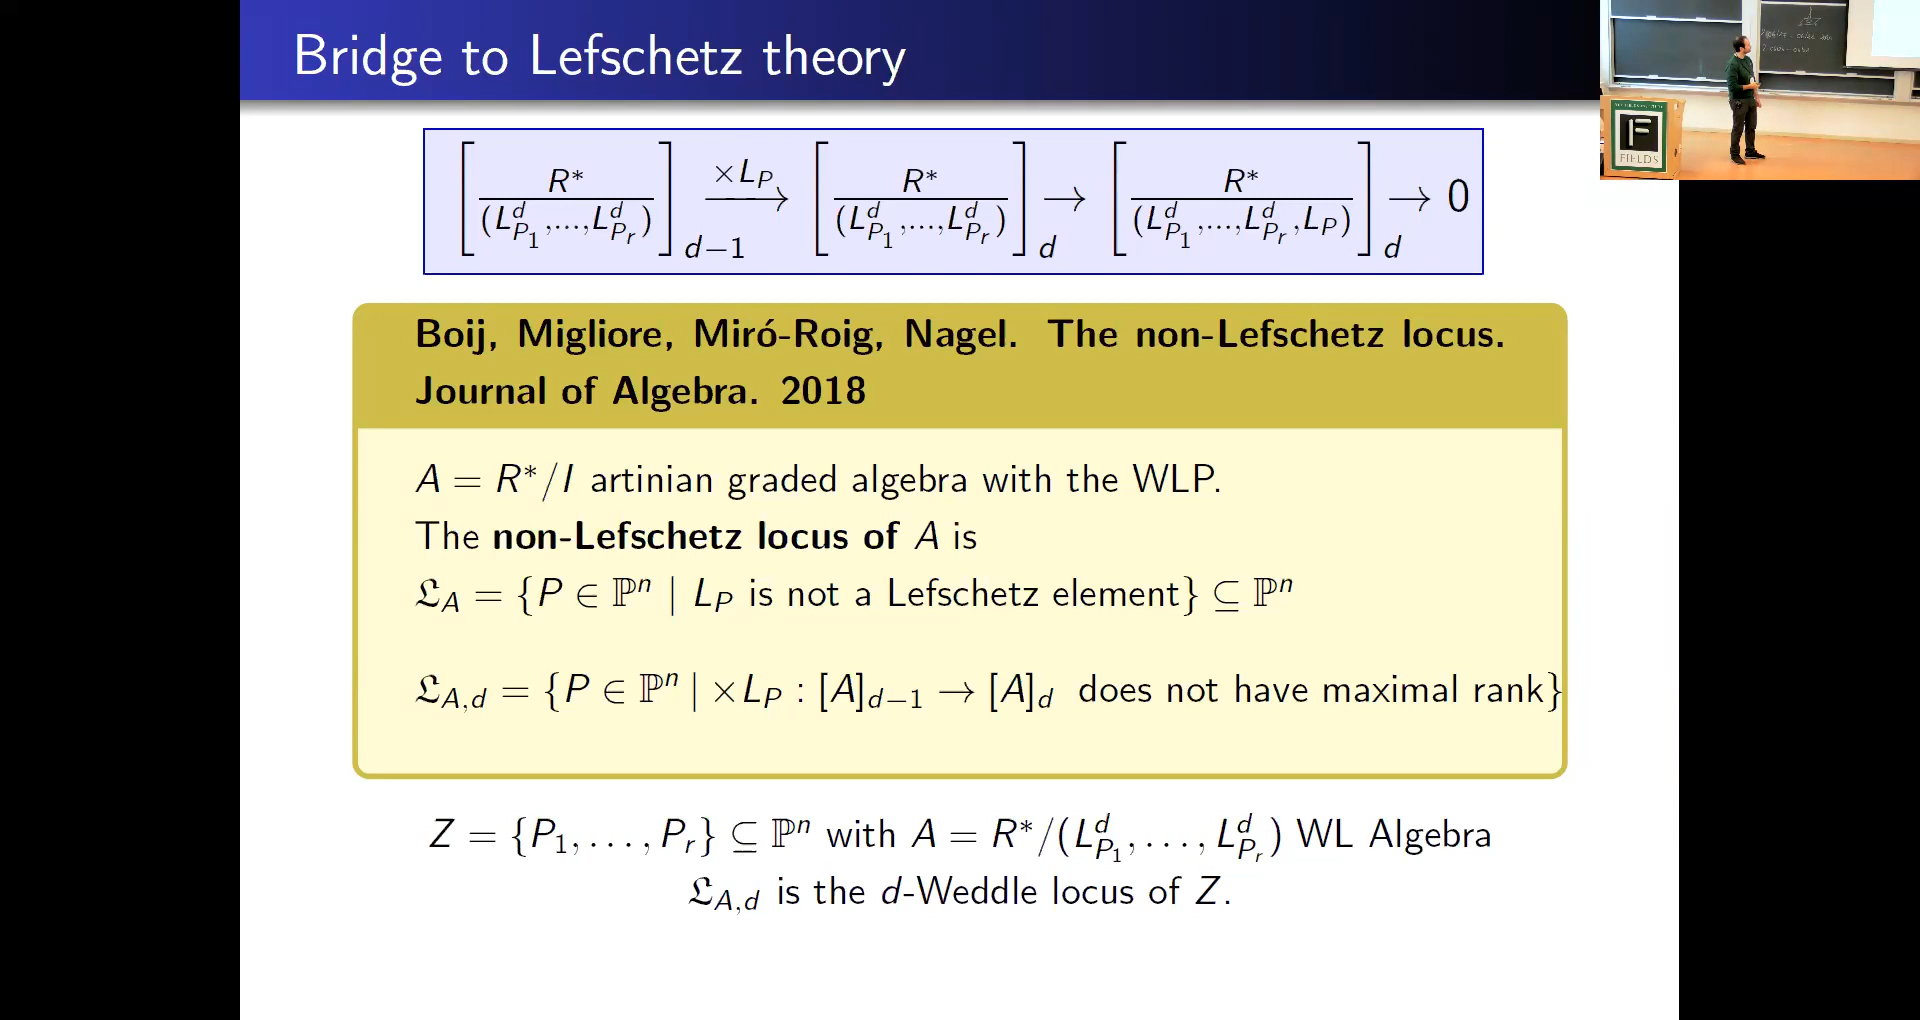 Bridge to Lefschetz theory
[R* / (L^d_{P_1},...,L^d_{P_r})]_{d−1} →^{×L_P} [R* / (L^d_{P_1},...,L^d_{P_r})]_d → [R* / (L^d_{P_1},...,L^d_{P_r},L_P)]_d → 0
Boij, Migliore, Miró-Roig, Nagel. The non-Lefschetz locus.
Journal of Algebra. 2018
A = R*/I artinian graded algebra with the WLP.
The non-Lefschetz locus of A is
𝔏_A = {P ∈ ℙ^n | L_P is not a Lefschetz element} ⊆ ℙ^n
𝔏_{A,d} = {P ∈ ℙ^n | ×L_P : [A]_{d−1} → [A]_d does not have maximal rank}
Z = {P_1, . . . , P_r} ⊆ ℙ^n with A = R*/(L^d_{P_1}, . . . , L^d_{P_r}) WL Algebra
𝔏_{A,d} is the d-Weddle locus of Z.
F
FIELDS